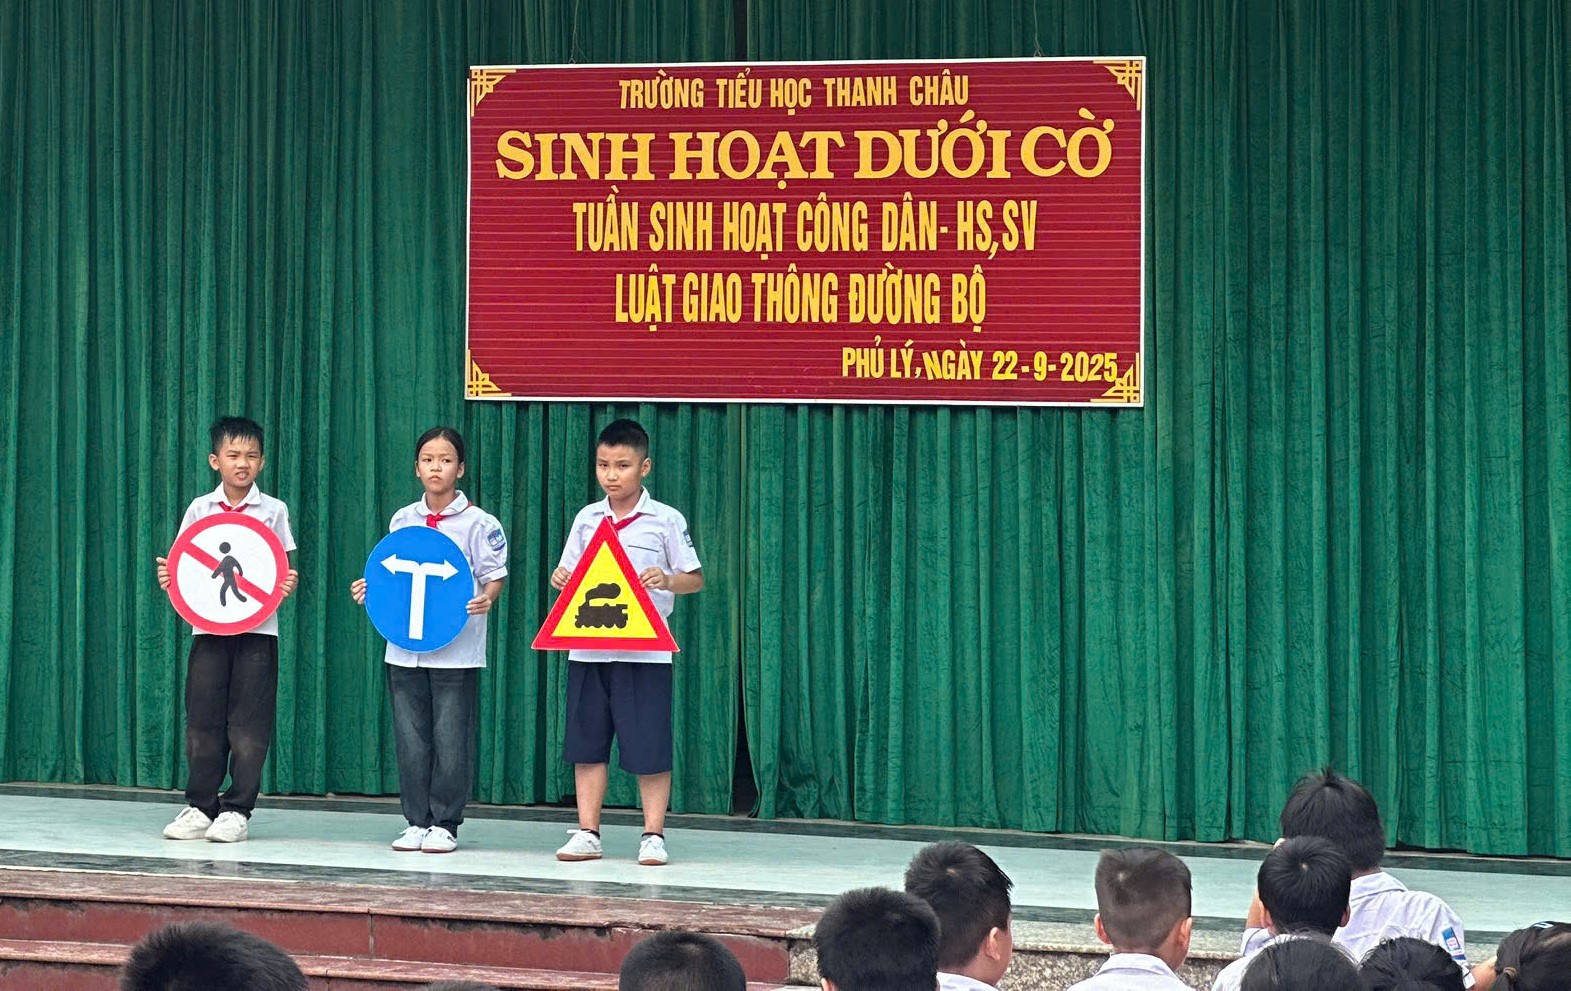 TRƯỜNG TIỂU HỌC THANH CHÂU
SINH HOẠT DƯỚI CỜ
TUẦN SINH HOẠT CÔNG DÂN- HS,SV
LUẬT GIAO THÔNG ĐƯỜNG BỘ
PHỦ LÝ, NGÀY 22-9-2025